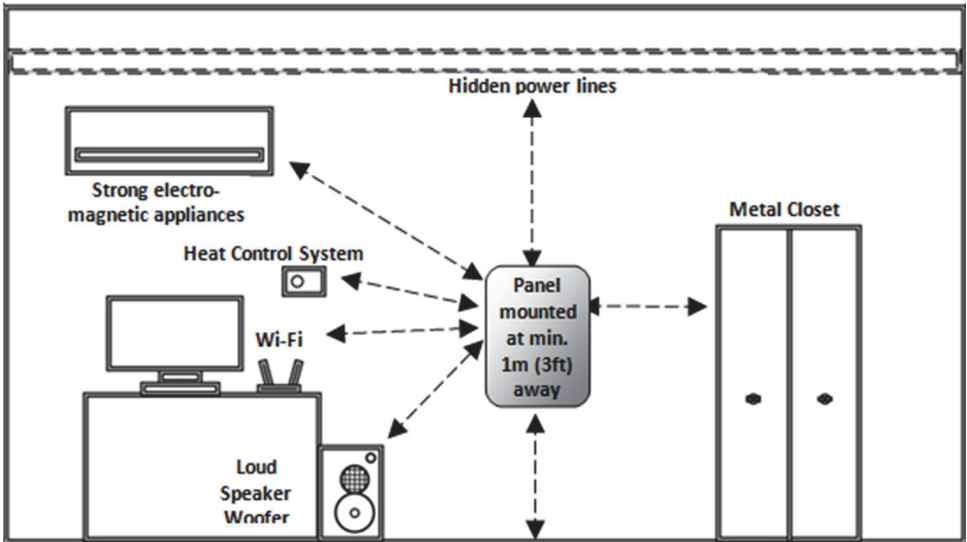 Hidden power lines
Strong electro-
magnetic appliances
Metal Closet
Heat Control System
Panel
mounted
at min.
1m (3ft)
away
Wi-Fi
Loud
Speaker
Woofer